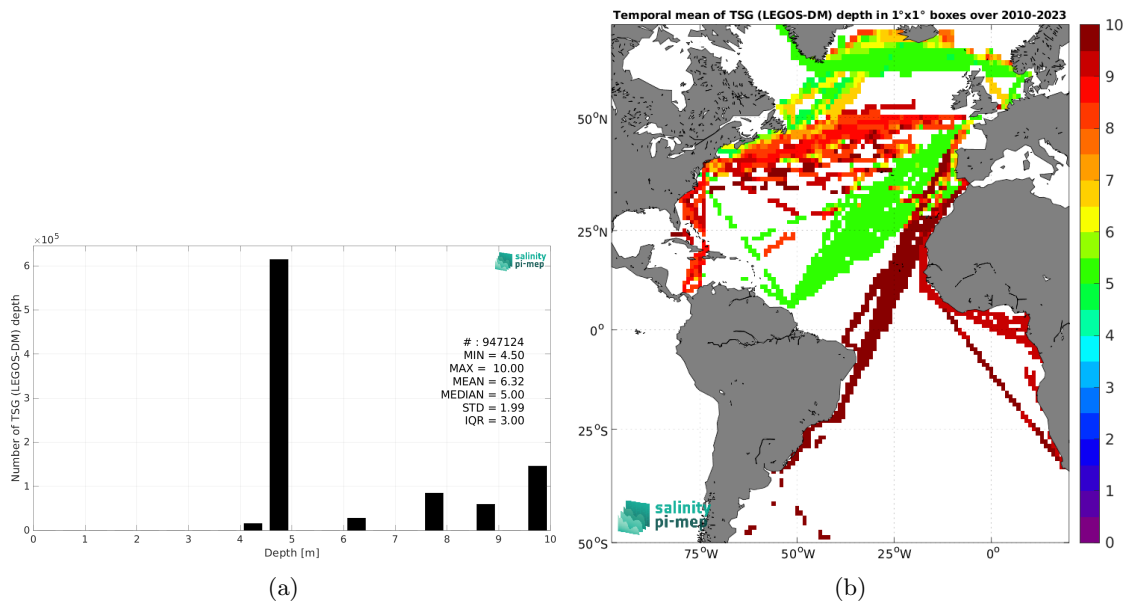 ×10⁵
6
5
4
3
2
1
0
Number of TSG (LEGOS-DM) depth
salinity
pi-mep
# : 947124
MIN = 4.50
MAX = 10.00
MEAN = 6.32
MEDIAN = 5.00
STD = 1.99
IQR = 3.00
0 1 2 3 4 5 6 7 8 9 10
Depth [m]
(a)
Temporal mean of TSG (LEGOS-DM) depth in 1°x1° boxes over 2010-2023
50°N
25°N
0°
25°S
50°S
75°W 50°W 25°W 0°
salinity
pi-mep
10
9
8
7
6
5
4
3
2
1
0
(b)